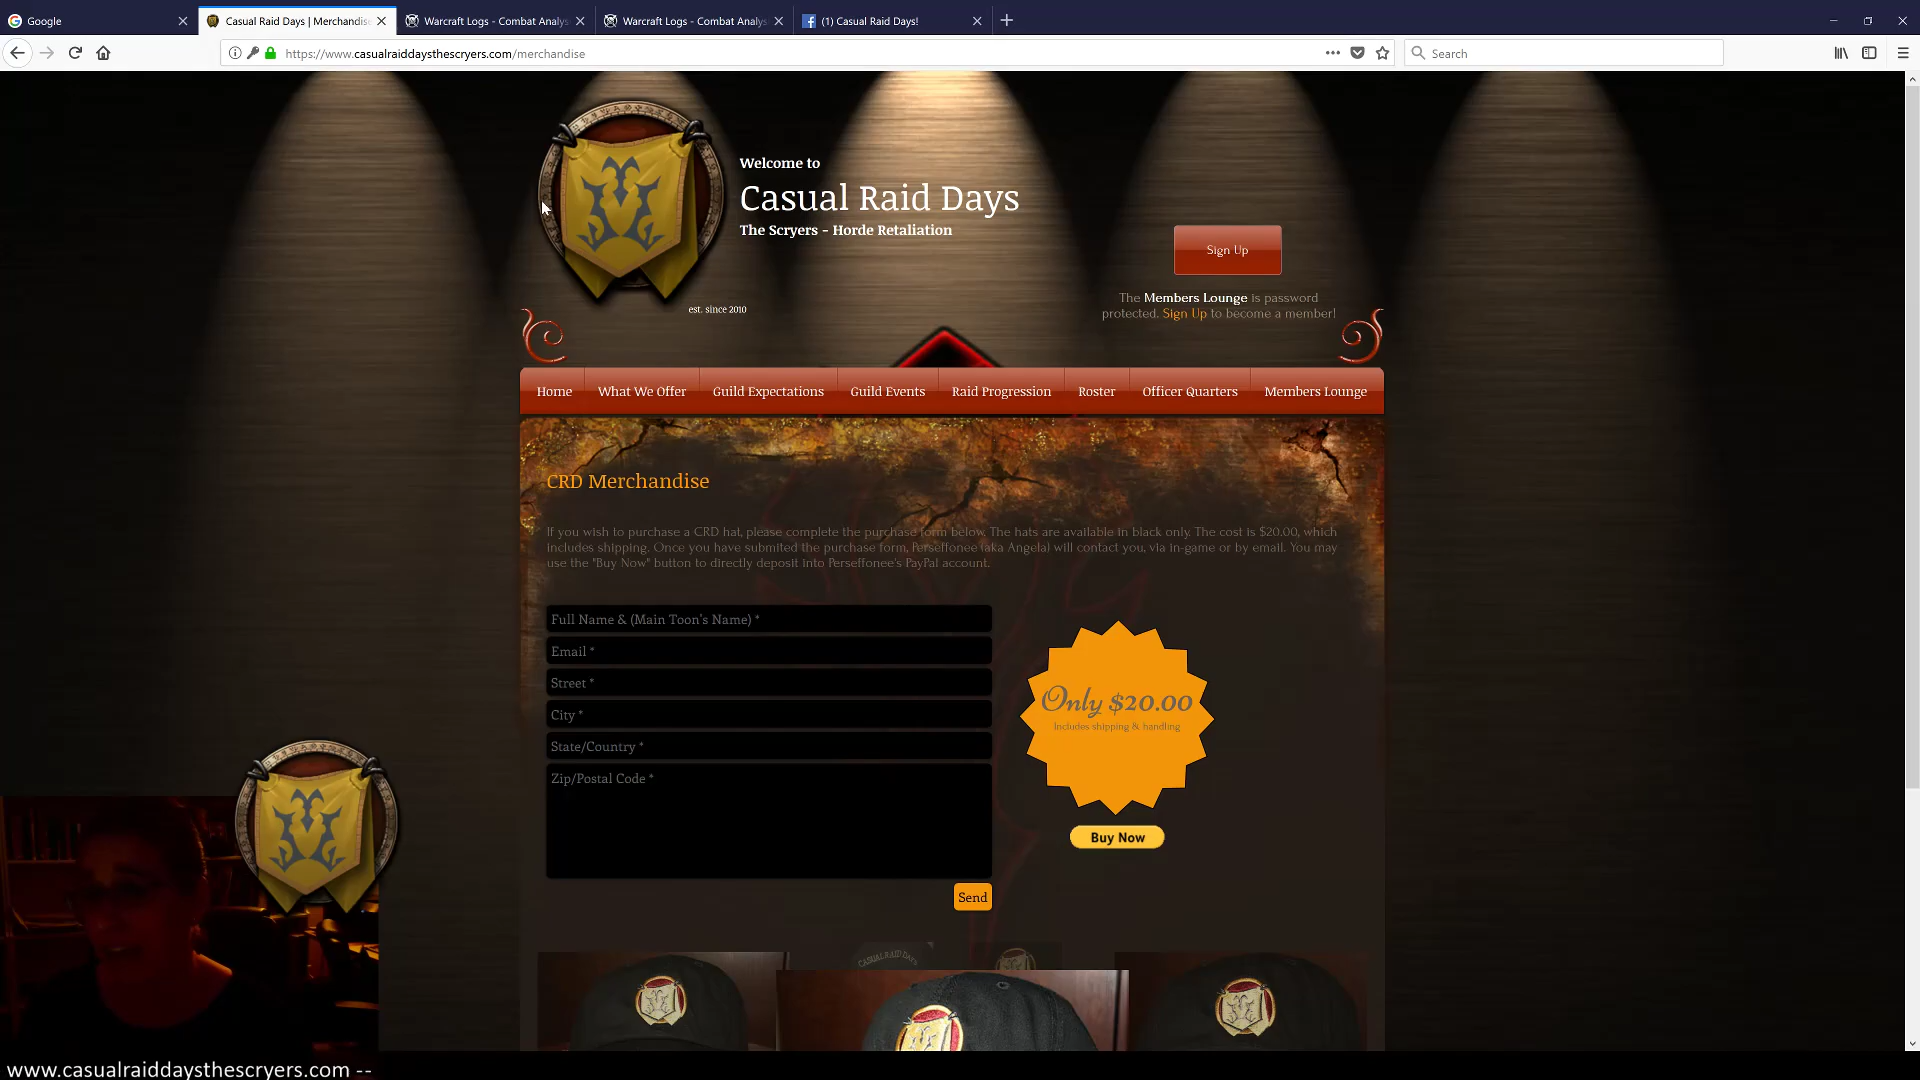 Google
Casual Raid Days | Merchandise
Warcraft Logs - Combat Analys
Warcraft Logs - Combat Analys
(1) Casual Raid Days!
https://www.casualraiddaysthescryers.com/merchandise
Search
Welcome to
Casual Raid Days
The Scryers - Horde Retaliation
est. since 2010
Sign Up
The Members Lounge is password
protected. Sign Up to become a member!
Home What We Offer Guild Expectations Guild Events Raid Progression Roster Officer Quarters Members Lounge
CRD Merchandise
If you wish to purchase a CRD hat, please complete the purchase form below. The hats are available in black only. The cost is $20.00, which
includes shipping. Once you have submited the purchase form, Perseffonee (aka Angela) will contact you, via in-game or by email. You may
use the "Buy Now" button to directly deposit into Perseffonee's PayPal account.
Full Name & (Main Toon's Name) *
Email *
Street *
City *
State/Country *
Zip/Postal Code *
Send
Only $20.00
Includes shipping & handling
Buy Now
CASUAL RAID DAYS
www.casualraiddaysthescryers.com --